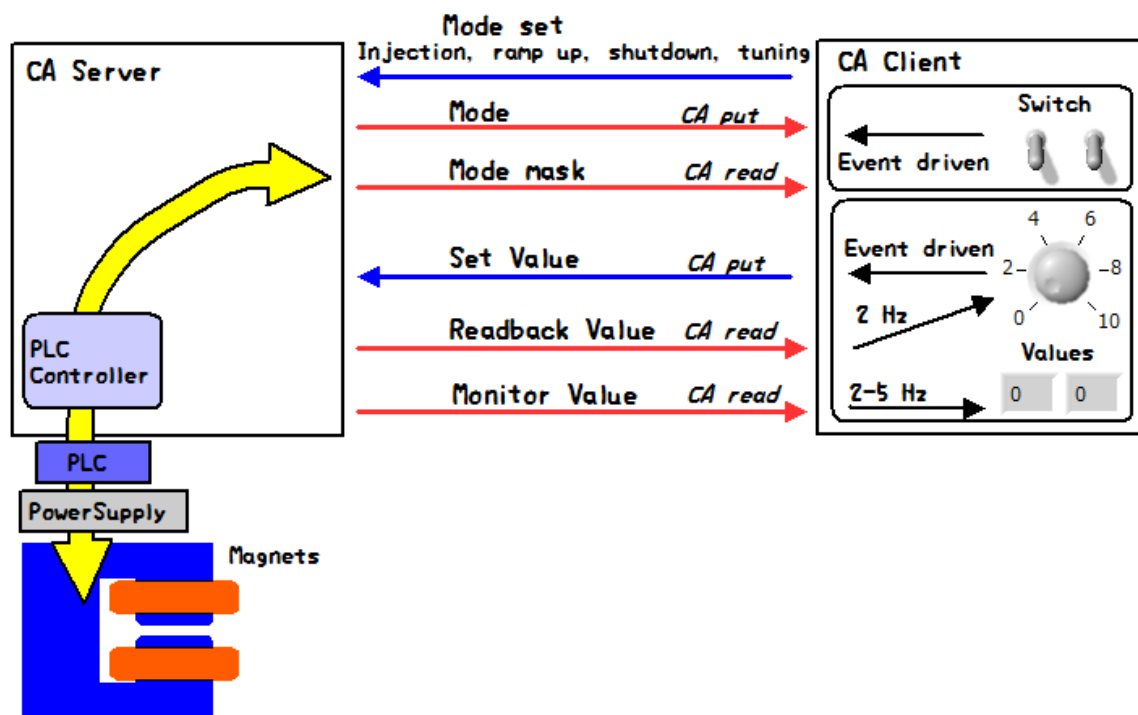 Mode set
Injection, ramp up, shutdown, tuning
CA Server
CA Client
Mode CA put
Switch
Event driven
Mode mask CA read
Set Value CA put
Event driven
4 6
2 8
0 10
2 Hz
Readback Value CA read
Values
Monitor Value CA read
2-5 Hz
0 0
PLC
Controller
PLC
PowerSupply
Magnets